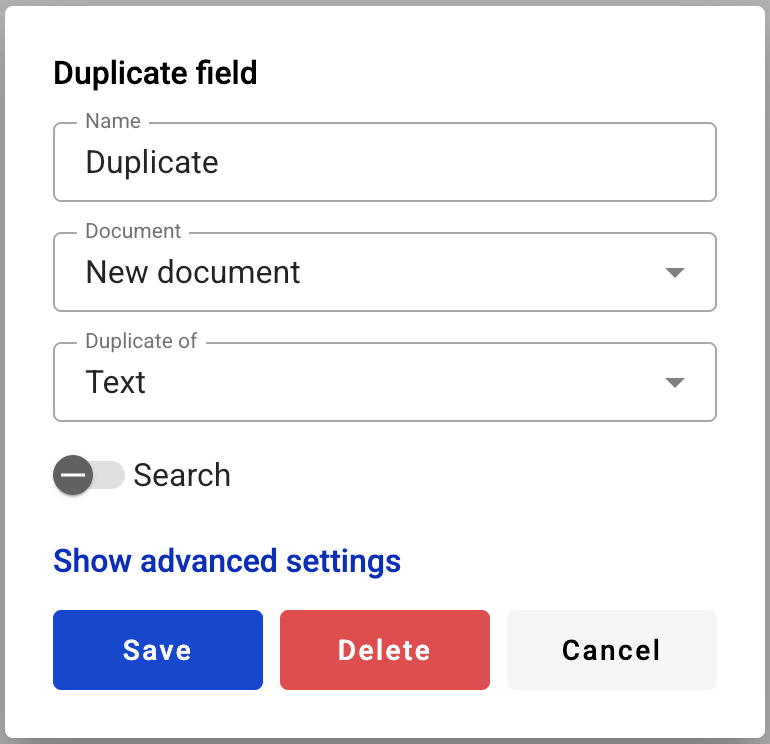 Duplicate field
Name
Duplicate
Document
New document
Duplicate of
Text
Search
Show advanced settings
Save Delete Cancel